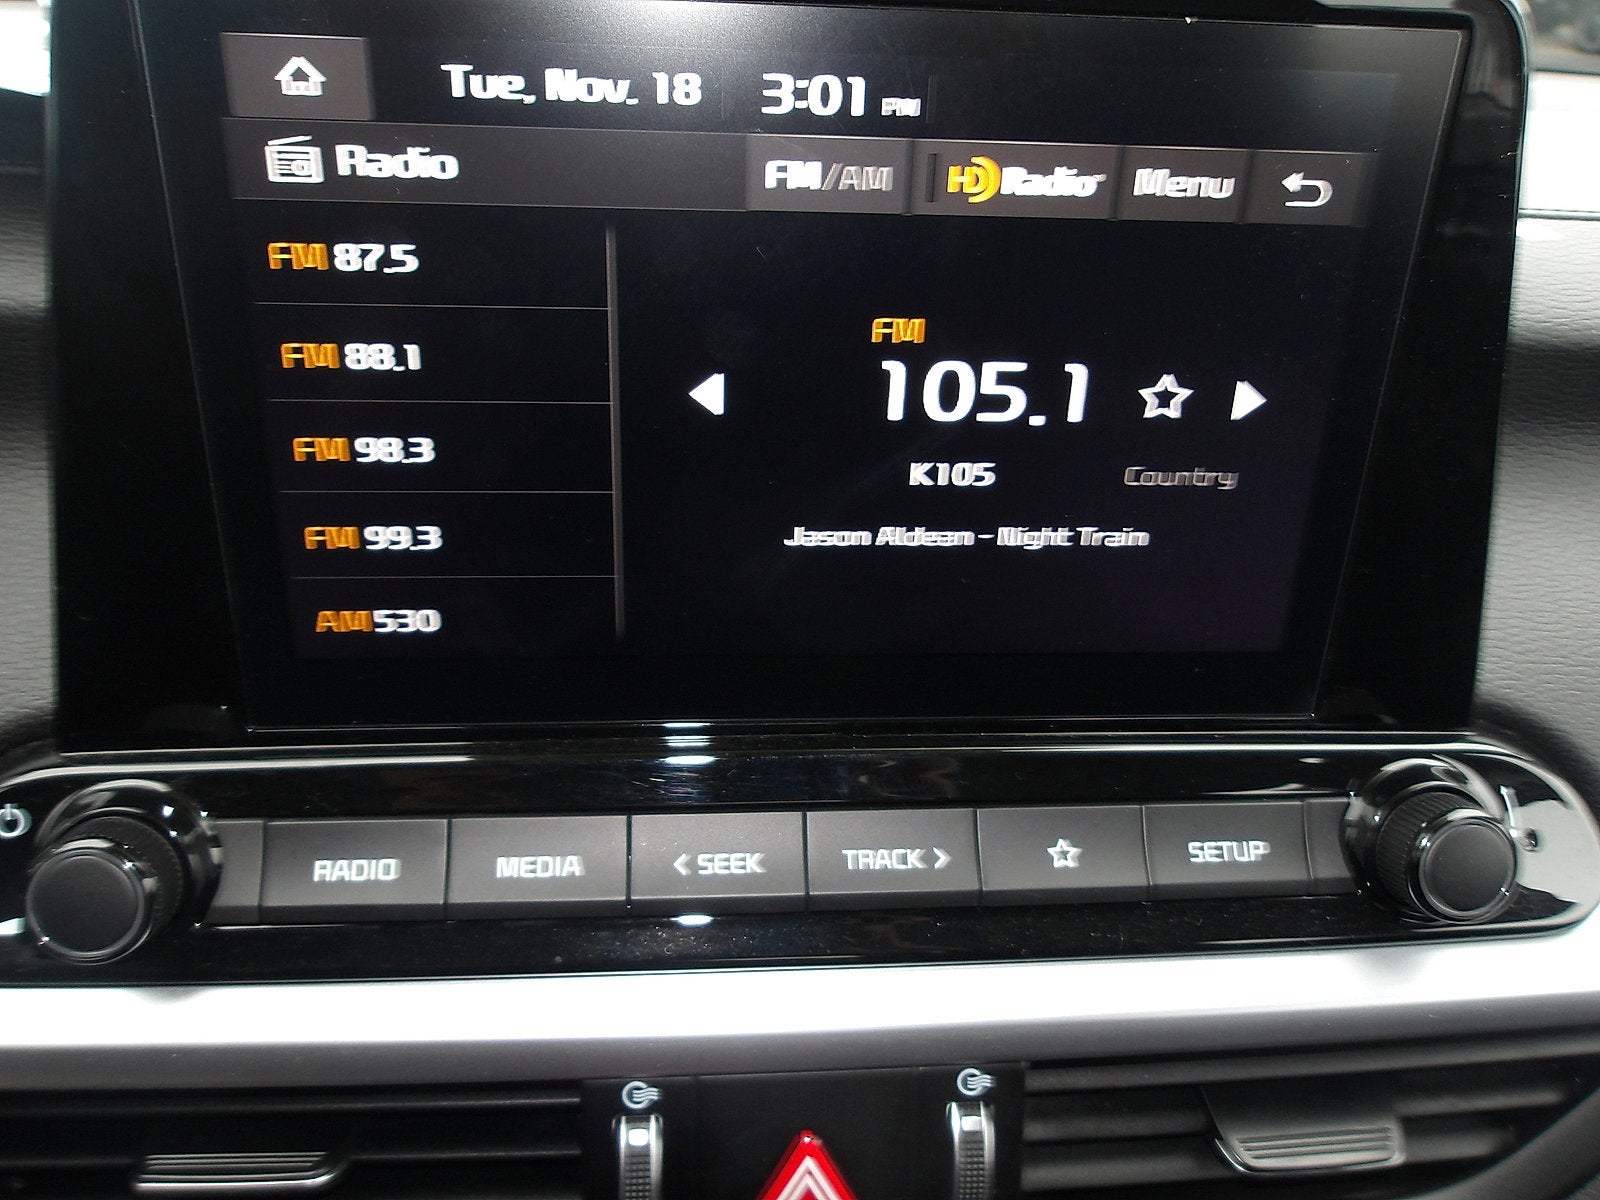 Tue, Nov. 18 3:01 PM
Radio FM/AM HD Radio Menu
FM 87.5
FM 88.1
FM 98.3
FM 99.3
AM 530
FM
105.1
K105 Country
Jason Aldean - Night Train
RADIO MEDIA < SEEK TRACK > SETUP